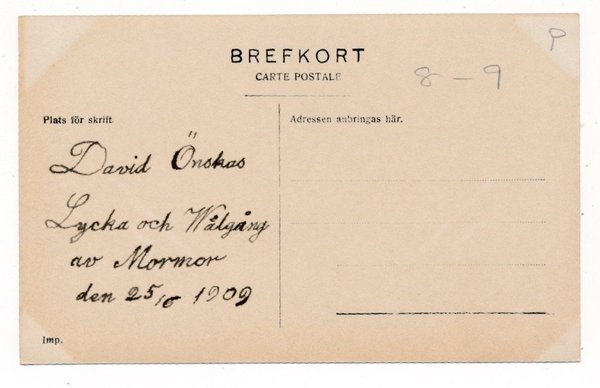 BREFKORT
CARTE POSTALE
8 - 9
P
Plats för skrift.
Adressen anbringas här.
David Önskas
Lycka och Wälgång
av Mormor
den 25/6 1909
Imp.